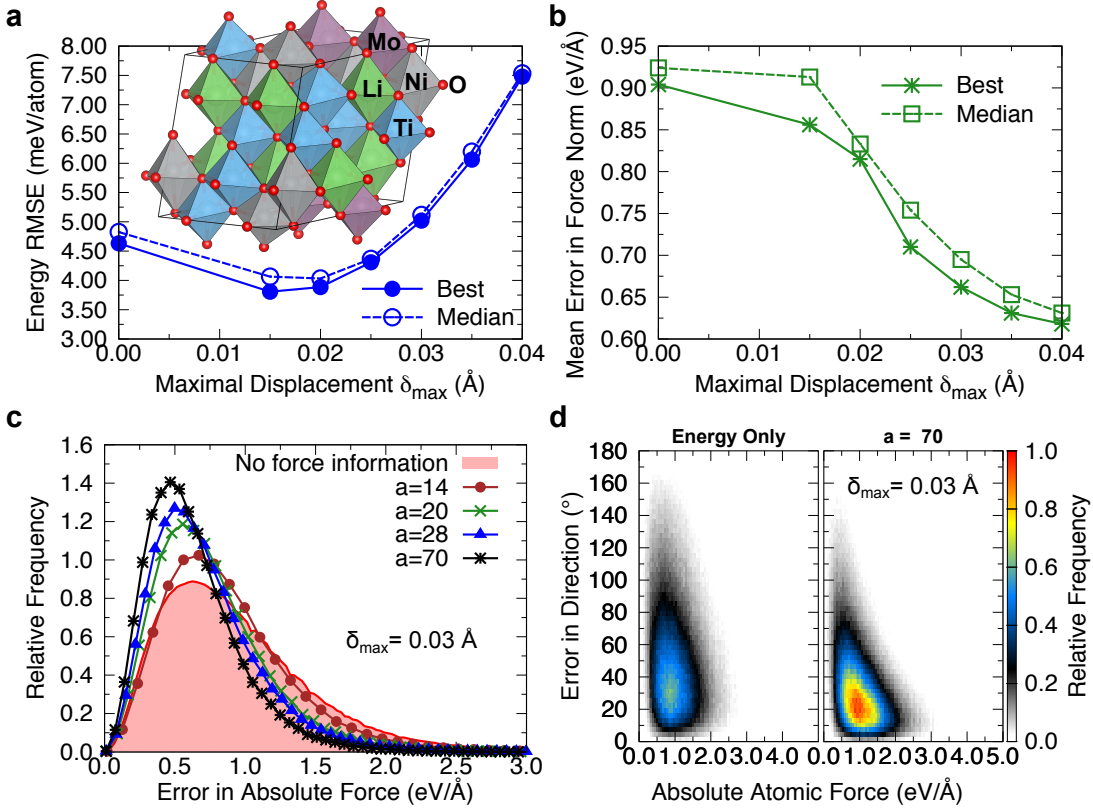 a
8.00
7.50
7.00
6.50
6.00
5.50
5.00
4.50
4.00
3.50
3.00
Energy RMSE (meV/atom)
0.00 0.01 0.02 0.03 0.04
Maximal Displacement δmax (Å)
Mo
Ni
O
Li
Ti
Best
Median
b
0.95
0.90
0.85
0.80
0.75
0.70
0.65
0.60
Mean Error in Force Norm (eV/Å)
0.00 0.01 0.02 0.03 0.04
Maximal Displacement δmax (Å)
Best
Median
c
1.6
1.4
1.2
1.0
0.8
0.6
0.4
0.2
0.0
Relative Frequency
0.0 0.5 1.0 1.5 2.0 2.5 3.0
Error in Absolute Force (eV/Å)
No force information
a=14
a=20
a=28
a=70
δmax= 0.03 Å
d
Energy Only
a = 70
180
160
140
120
100
80
60
40
20
0
Error in Direction (°)
δmax= 0.03 Å
0.01.02.03.04.0
0.01.02.03.04.05.0
Absolute Atomic Force (eV/Å)
1.0
0.8
0.6
0.4
0.2
0.0
Relative Frequency